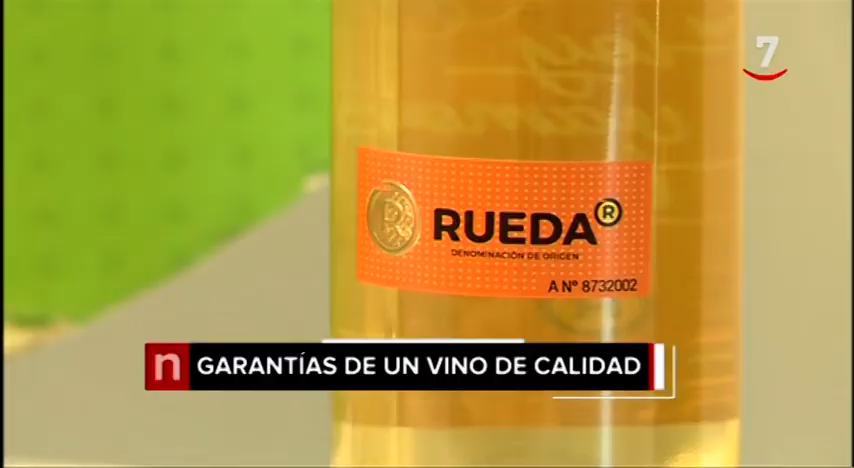 7
RUEDA®
DENOMINACIÓN DE ORIGEN
A Nº 8732002
n GARANTÍAS DE UN VINO DE CALIDAD